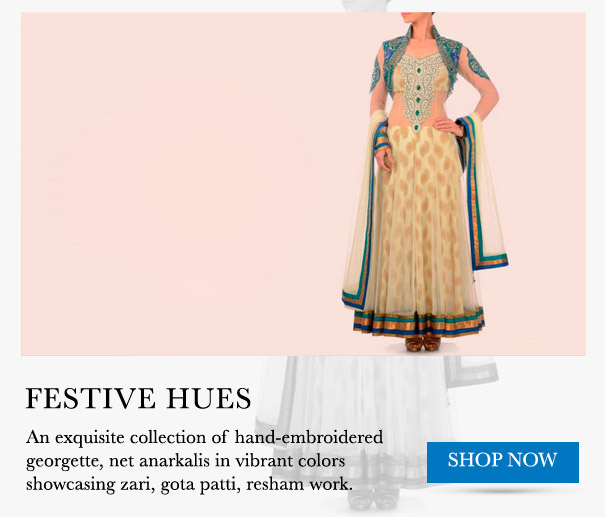 FESTIVE HUES
An exquisite collection of hand-embroidered
georgette, net anarkalis in vibrant colors
showcasing zari, gota patti, resham work.
SHOP NOW